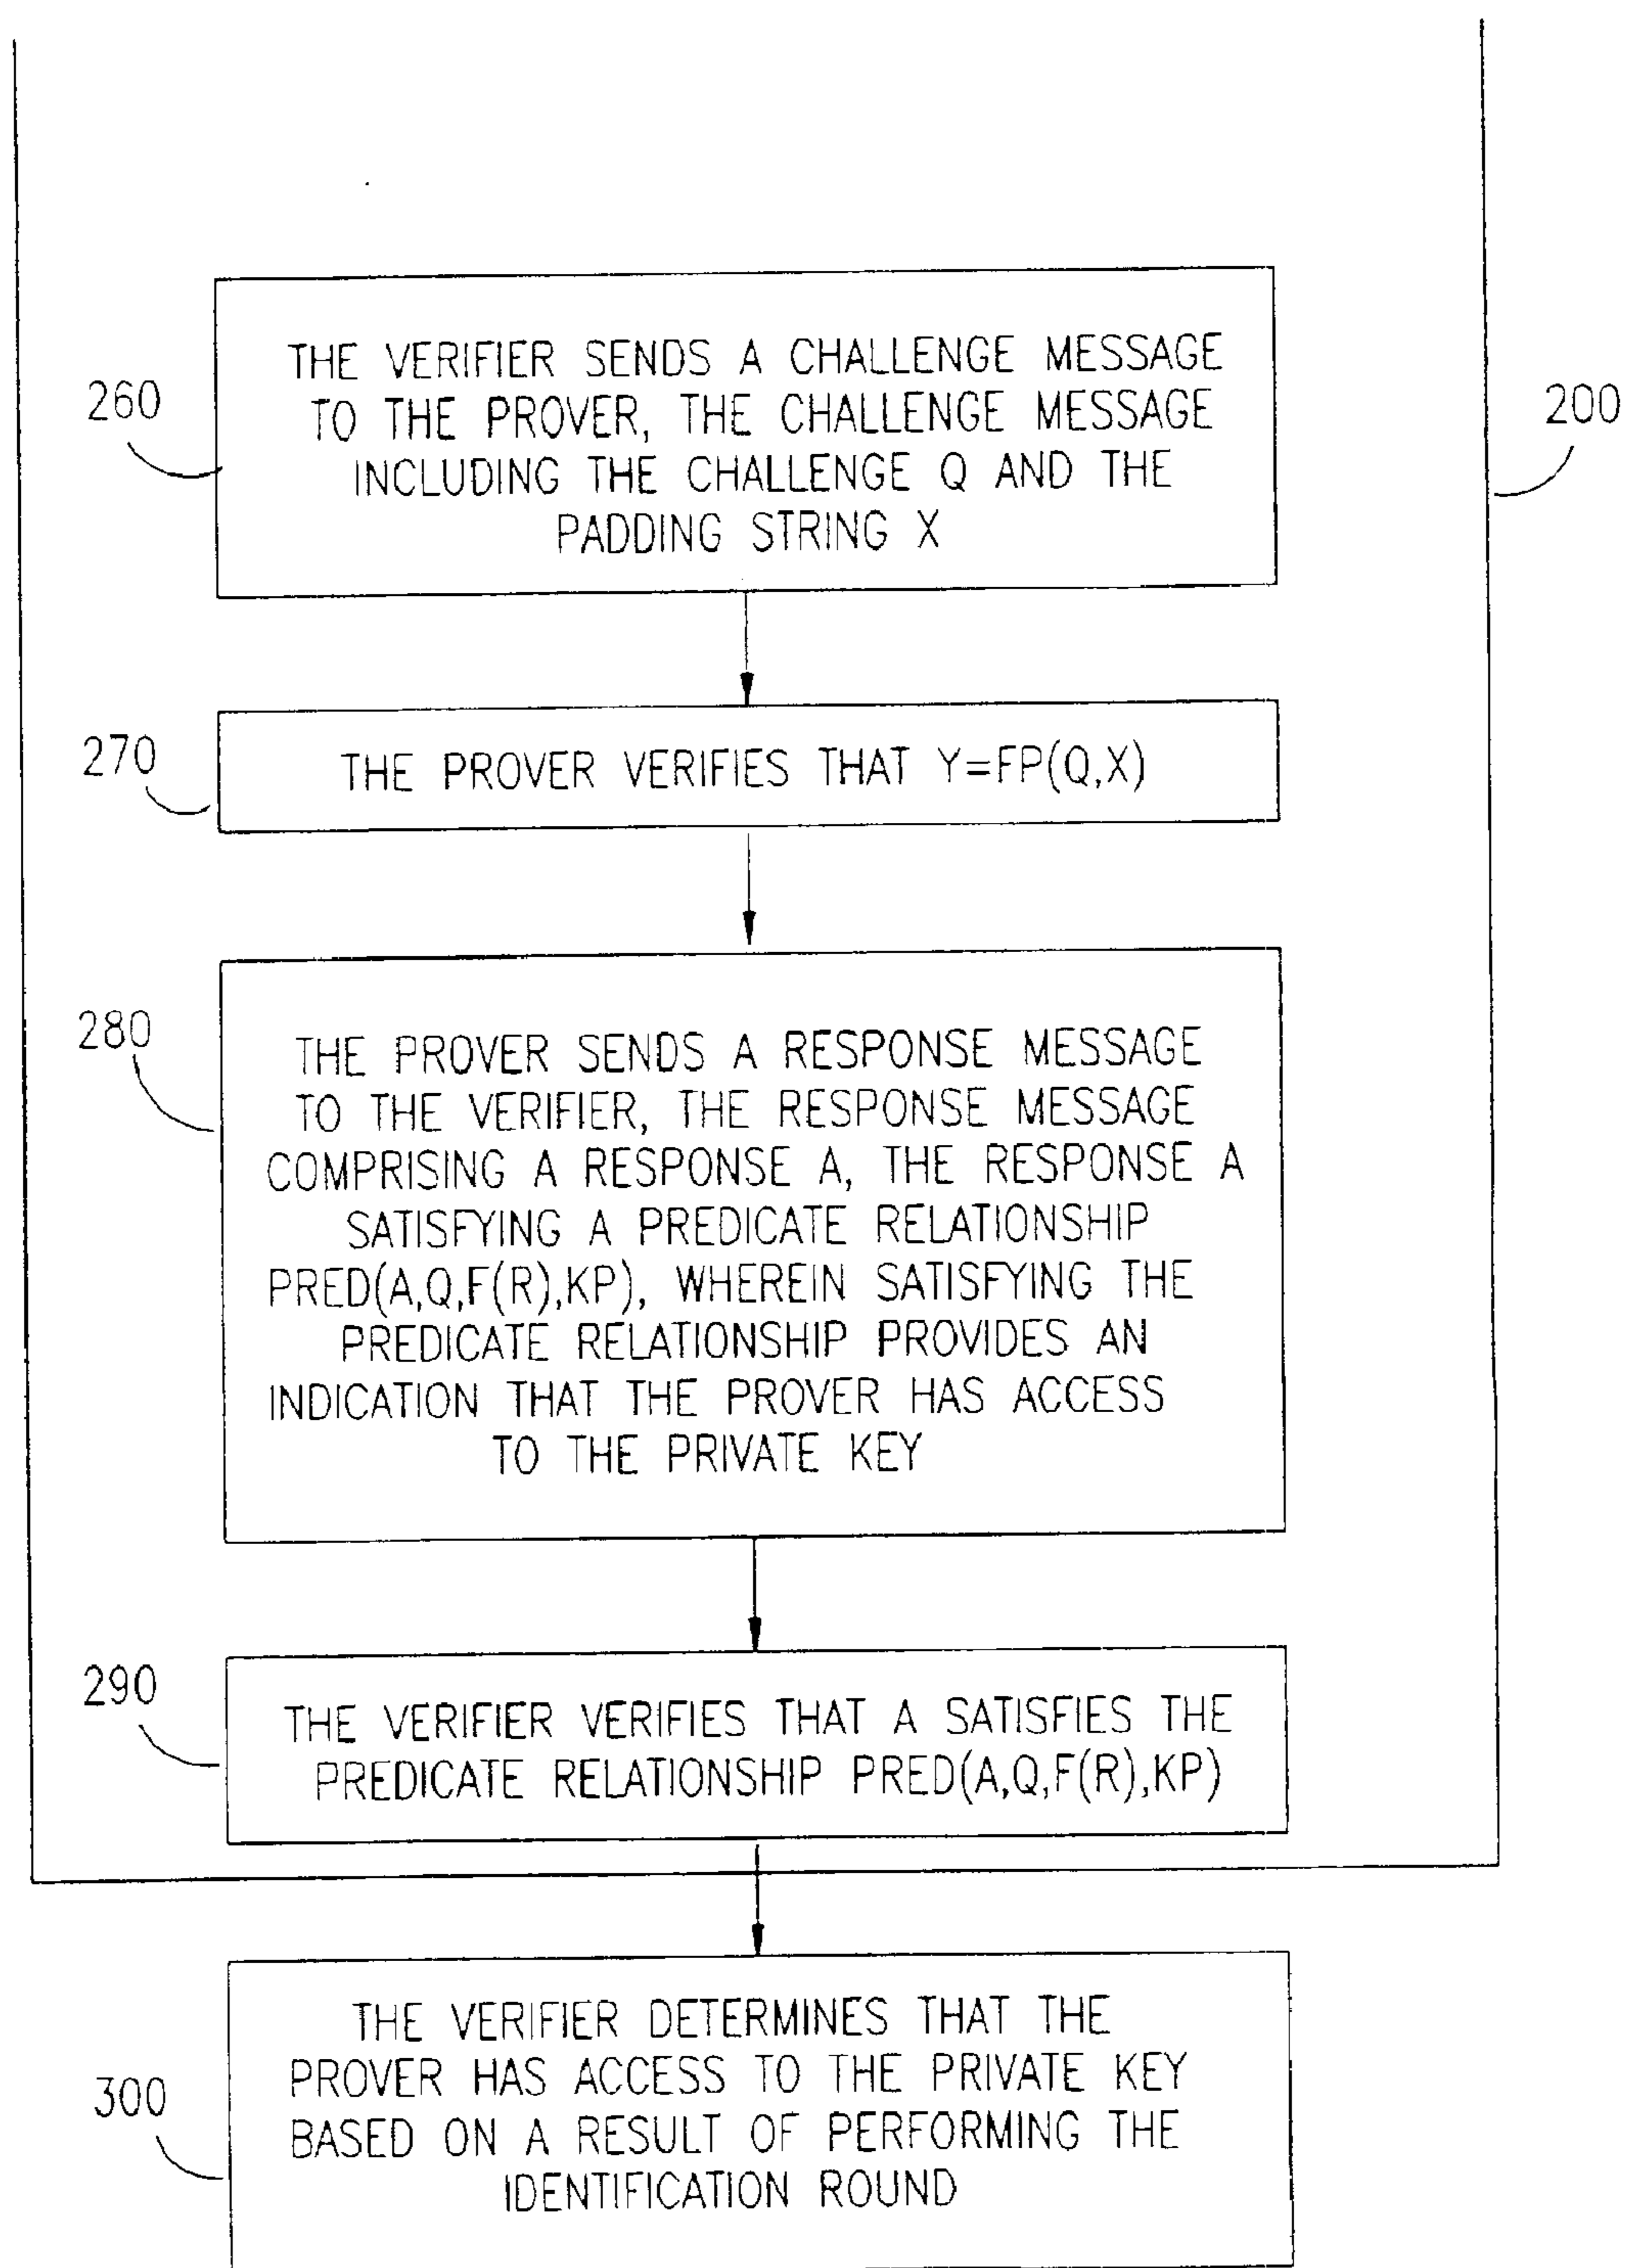 260
THE VERIFIER SENDS A CHALLENGE MESSAGE
TO THE PROVER, THE CHALLENGE MESSAGE
INCLUDING THE CHALLENGE Q AND THE
PADDING STRING X
200
270
THE PROVER VERIFIES THAT Y=FP(Q,X)
280
THE PROVER SENDS A RESPONSE MESSAGE
TO THE VERIFIER, THE RESPONSE MESSAGE
COMPRISING A RESPONSE A, THE RESPONSE A
SATISFYING A PREDICATE RELATIONSHIP
PRED(A,Q,F(R),KP), WHEREIN SATISFYING THE
PREDICATE RELATIONSHIP PROVIDES AN
INDICATION THAT THE PROVER HAS ACCESS
TO THE PRIVATE KEY
290
THE VERIFIER VERIFIES THAT A SATISFIES THE
PREDICATE RELATIONSHIP PRED(A,Q,F(R),KP)
300
THE VERIFIER DETERMINES THAT THE
PROVER HAS ACCESS TO THE PRIVATE KEY
BASED ON A RESULT OF PERFORMING THE
IDENTIFICATION ROUND